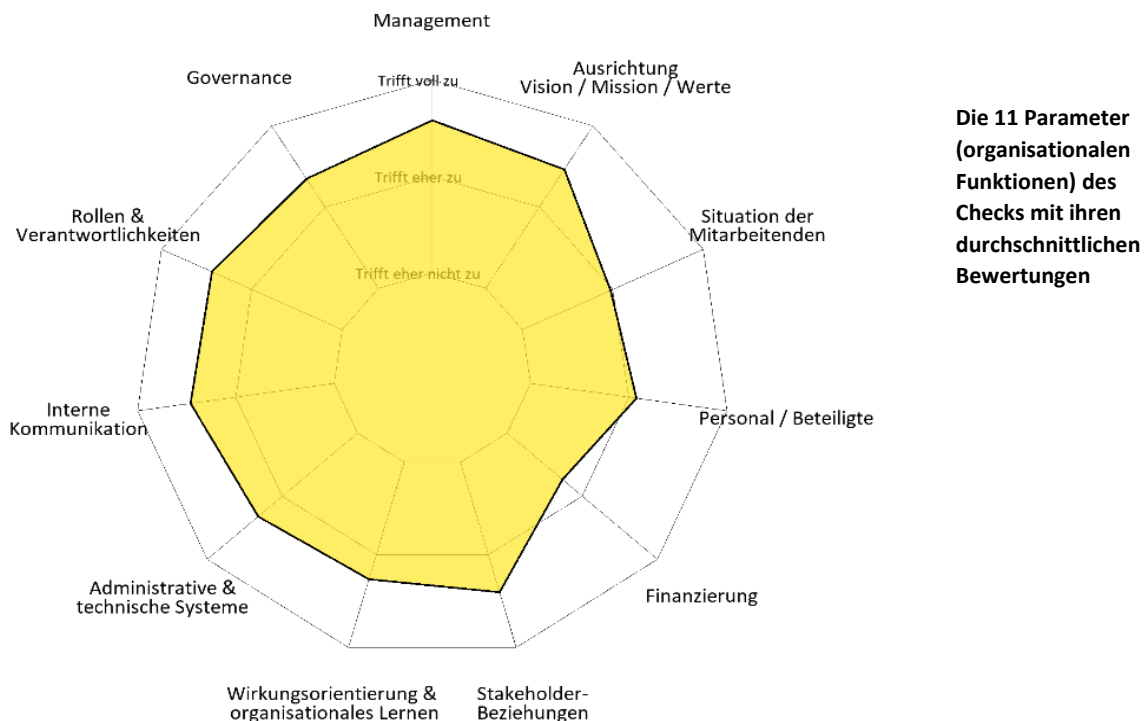 Management
Governance
Trifft voll zu
Ausrichtung
Vision / Mission / Werte
Die 11 Parameter
(organisationalen
Funktionen) des
Checks mit ihren
durchschnittlichen
Bewertungen
Trifft eher zu
Rollen &
Verantwortlichkeiten
Situation der
Mitarbeitenden
Trifft eher nicht zu
Interne
Kommunikation
Personal / Beteiligte
Administrative &
technische Systeme
Finanzierung
Wirkungsorientierung &
organisationales Lernen
Stakeholder-
Beziehungen